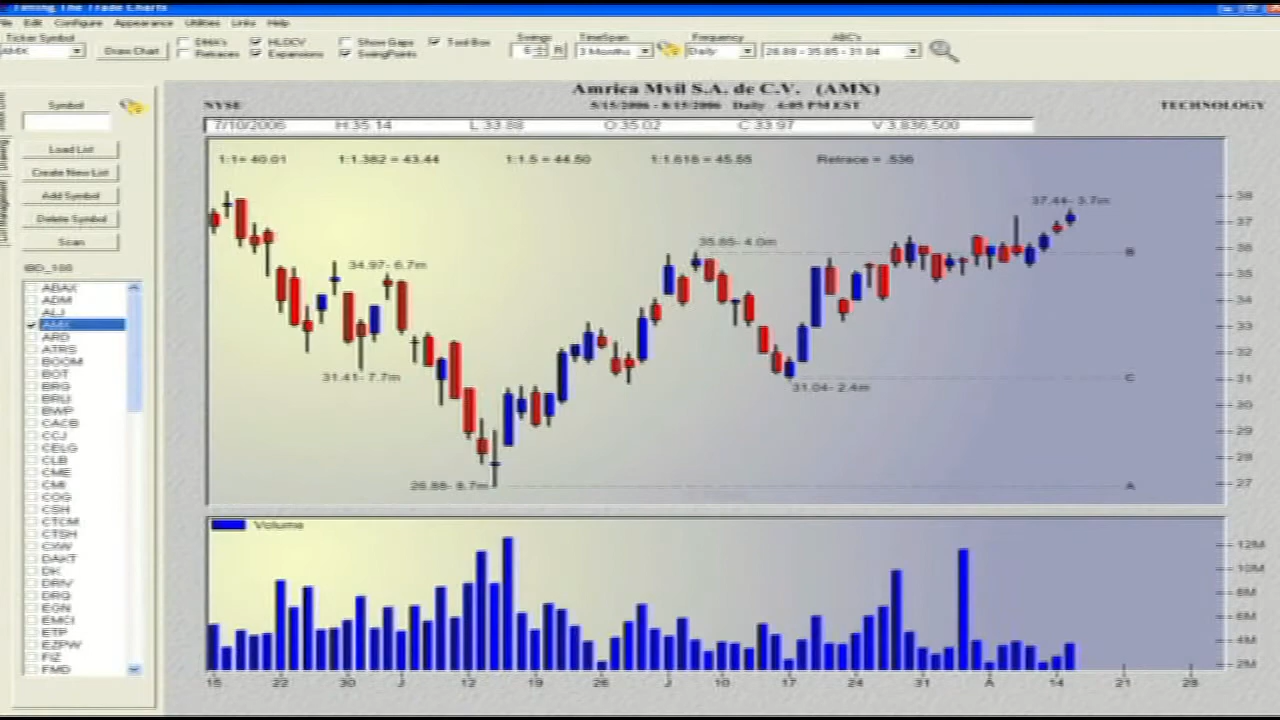 Timing The Trade Charts
File Edit Configure Appearance Utilities Links Help
Ticker Symbol
AMX
Draw Chart
DMA's HLOCV Show Gaps Tool Box
Retraces Expansions SwingPoints
Swings
TimeSpan
3 Months
Frequency
Daily
ABC's
26.88 - 35.85 - 31.04
Amrica Mvil S.A. de C.V. (AMX)
NYSE
5/15/2006 - 8/15/2006 Daily 4:05 PM EST
TECHNOLOGY
7/10/2006 H 35.14 L 33.88 O 35.02 C 33.97 V 3,836,500
1:1= 40.01 1:1.382 = 43.44 1:1.5 = 44.50 1:1.618 = 45.55 Retrace = .536
Symbol
Load List
Create New List
Add Symbol
Delete Symbol
Scan
IBD_100
ABAX
ADM
ALJ
AMX
ARD
ATRS
BOOM
BOT
BRG
BRLI
BWP
CACB
CCJ
CELG
CLB
CME
CMI
COG
CSH
CTCM
CTSH
CXW
DAKT
DK
DRIV
DRQ
EGN
EMCI
ETP
EZPW
FIZ
FMD
37.44- 3.7m
35.85- 4.0m
34.97- 6.7m
31.41- 7.7m
31.04- 2.4m
26.88- 8.7m
B
C
A
38
37
36
35
34
33
32
31
30
29
28
27
Volume
12M
10M
8M
6M
4M
2M
15 22 30 J 12 19 26 J 10 17 24 31 A 14 21 28